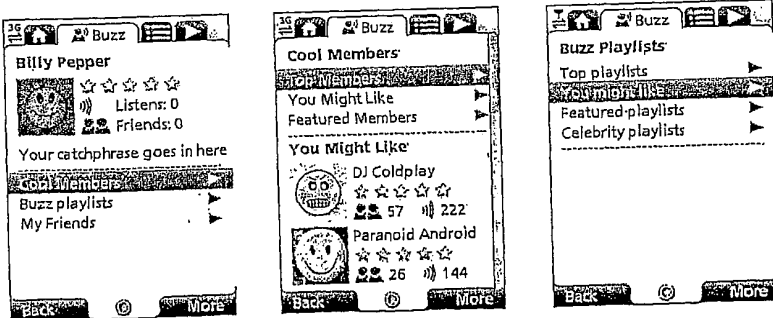 3G Buzz
Billy Pepper
Listens: 0
Friends: 0
Your catchphrase goes in here
Cool Members
Buzz playlists
My Friends
Back More
3G Buzz
Cool Members
Top Members
You Might Like
Featured Members
You Might Like
DJ Coldplay
57 222
Paranoid Android
26 144
Back More
Buzz
Buzz Playlists
Top playlists
You might like
Featured playlists
Celebrity playlists
Back More